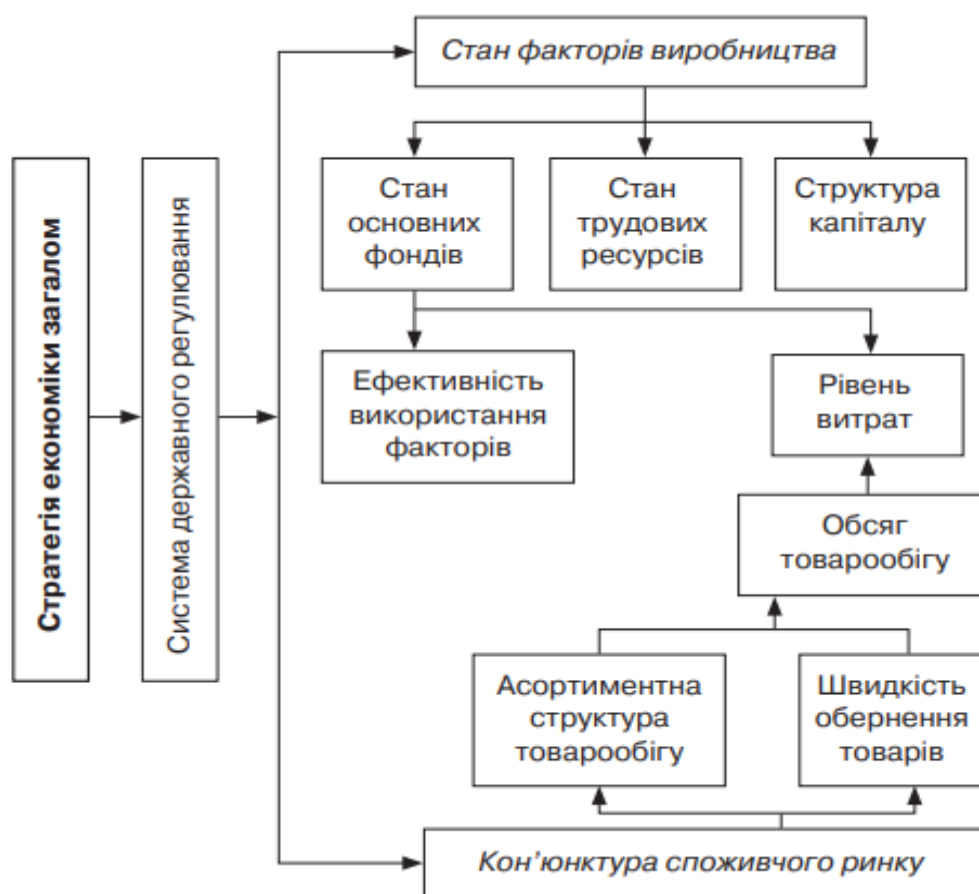 Стан факторів виробництва
Стратегія економіки загалом
Система державного регулювання
Стан
основних
фондів
Стан
трудових
ресурсів
Структура
капіталу
Ефективність
використання
факторів
Рівень
витрат
Обсяг
товарообігу
Асортиментна
структура
товарообігу
Швидкість
обернення
товарів
Кон’юнктура споживчого ринку